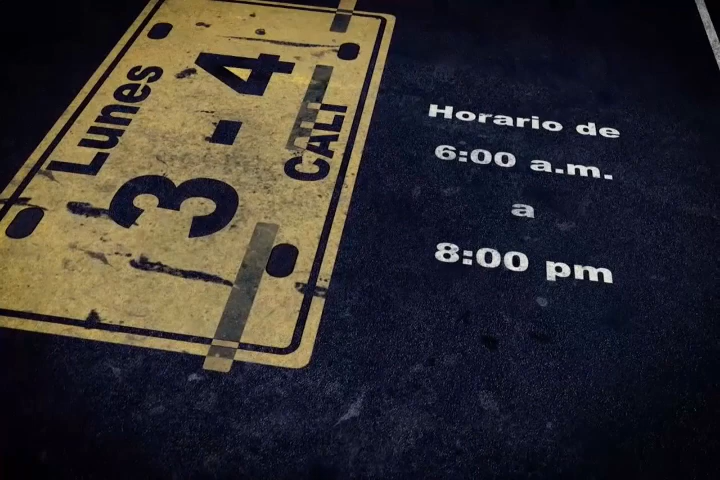 Lunes
3-4
CALI
Horario de
6:00 a.m.
a
8:00 pm